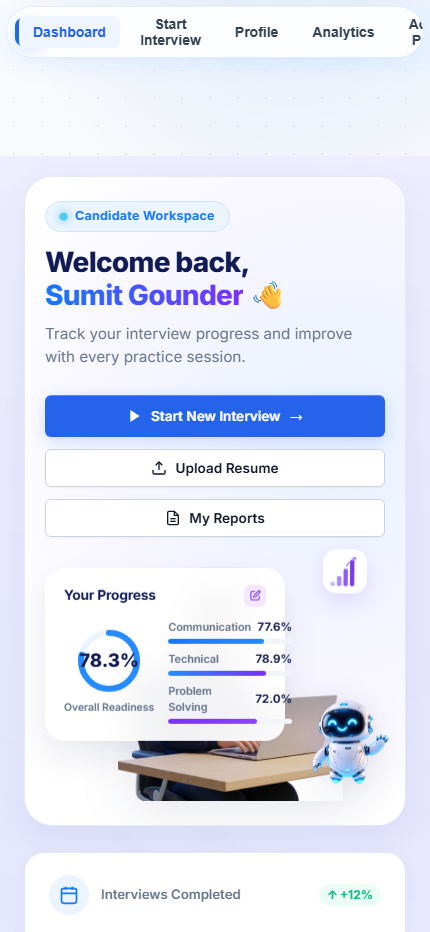 Dashboard
Start
Interview
Profile
Analytics
Welcome back,
Candidate Workspace
Sumit Gounder 👋
Track your interview progress and improve
with every practice session.
Start New Interview →
Upload Resume
My Reports
Your Progress
Communication 77.6%
78.3%
Technical 78.9%
Problem
Solving 72.0%
Overall Readiness
Interviews Completed
↑ +12%